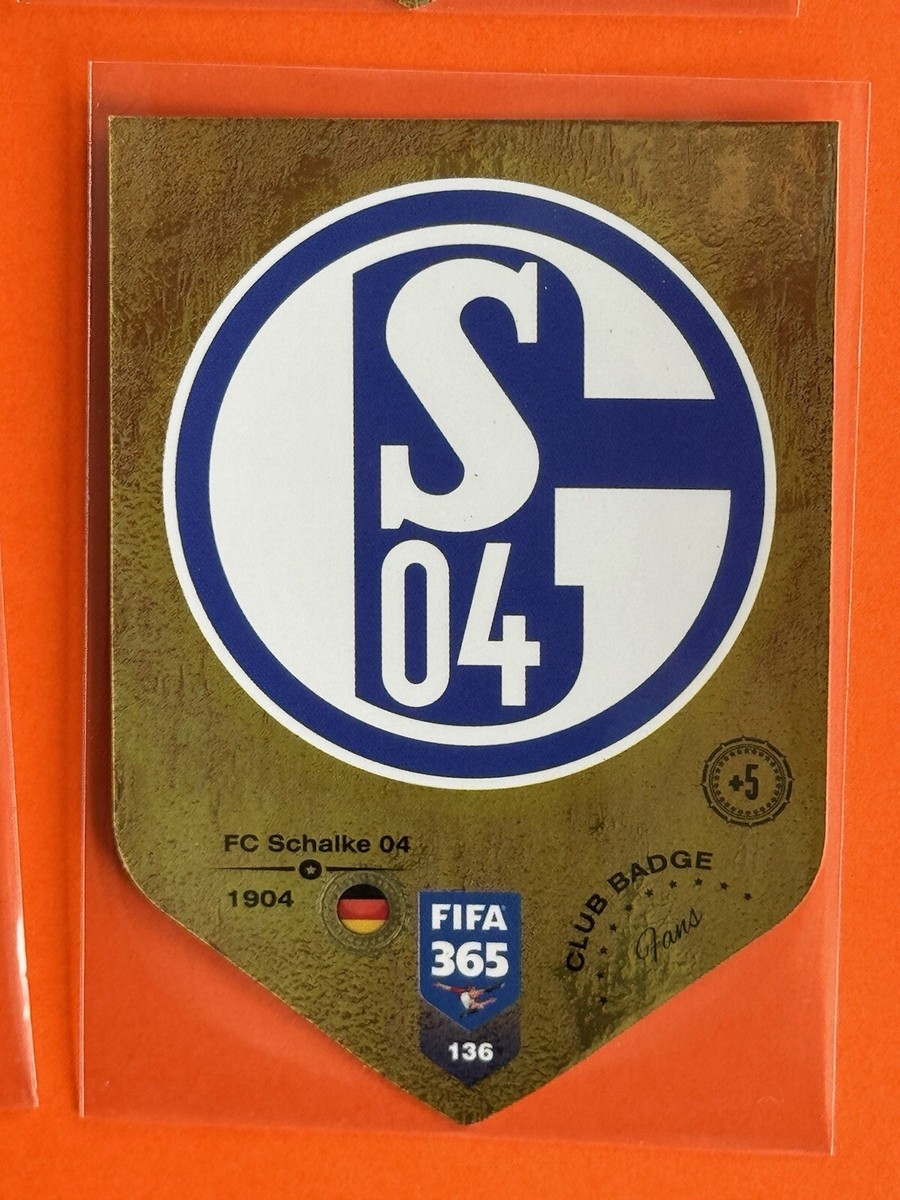 S
04
+5
FC Schalke 04
1904
CLUB BADGE
Fans
FIFA
365
136